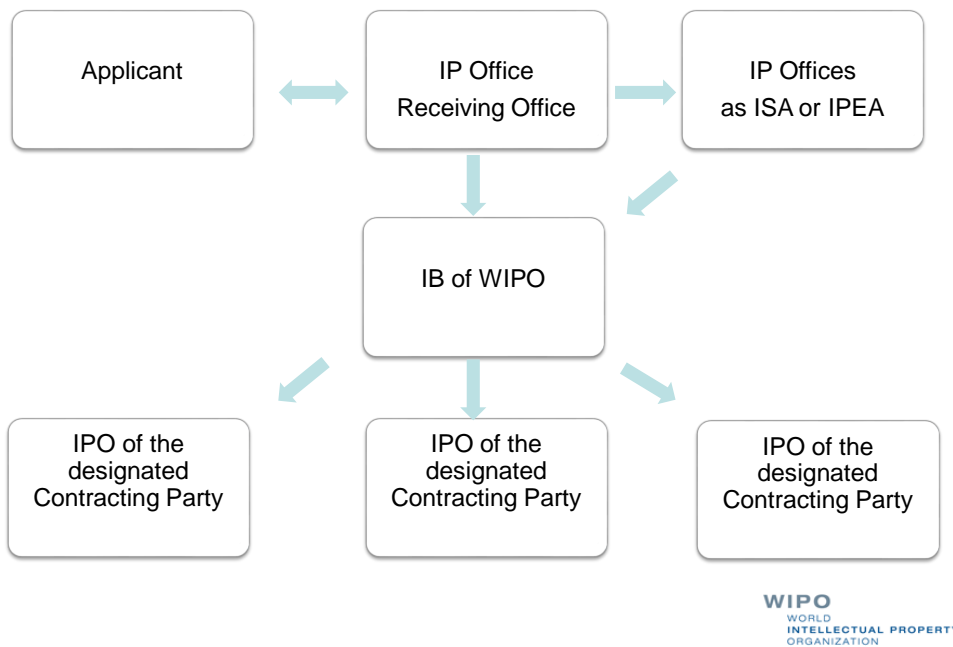 Applicant
IP Office
Receiving Office
IP Offices
as ISA or IPEA
IB of WIPO
IPO of the
designated
Contracting Party
IPO of the
designated
Contracting Party
IPO of the
designated
Contracting Party
WIPO
WORLD
INTELLECTUAL PROPERTY
ORGANIZATION